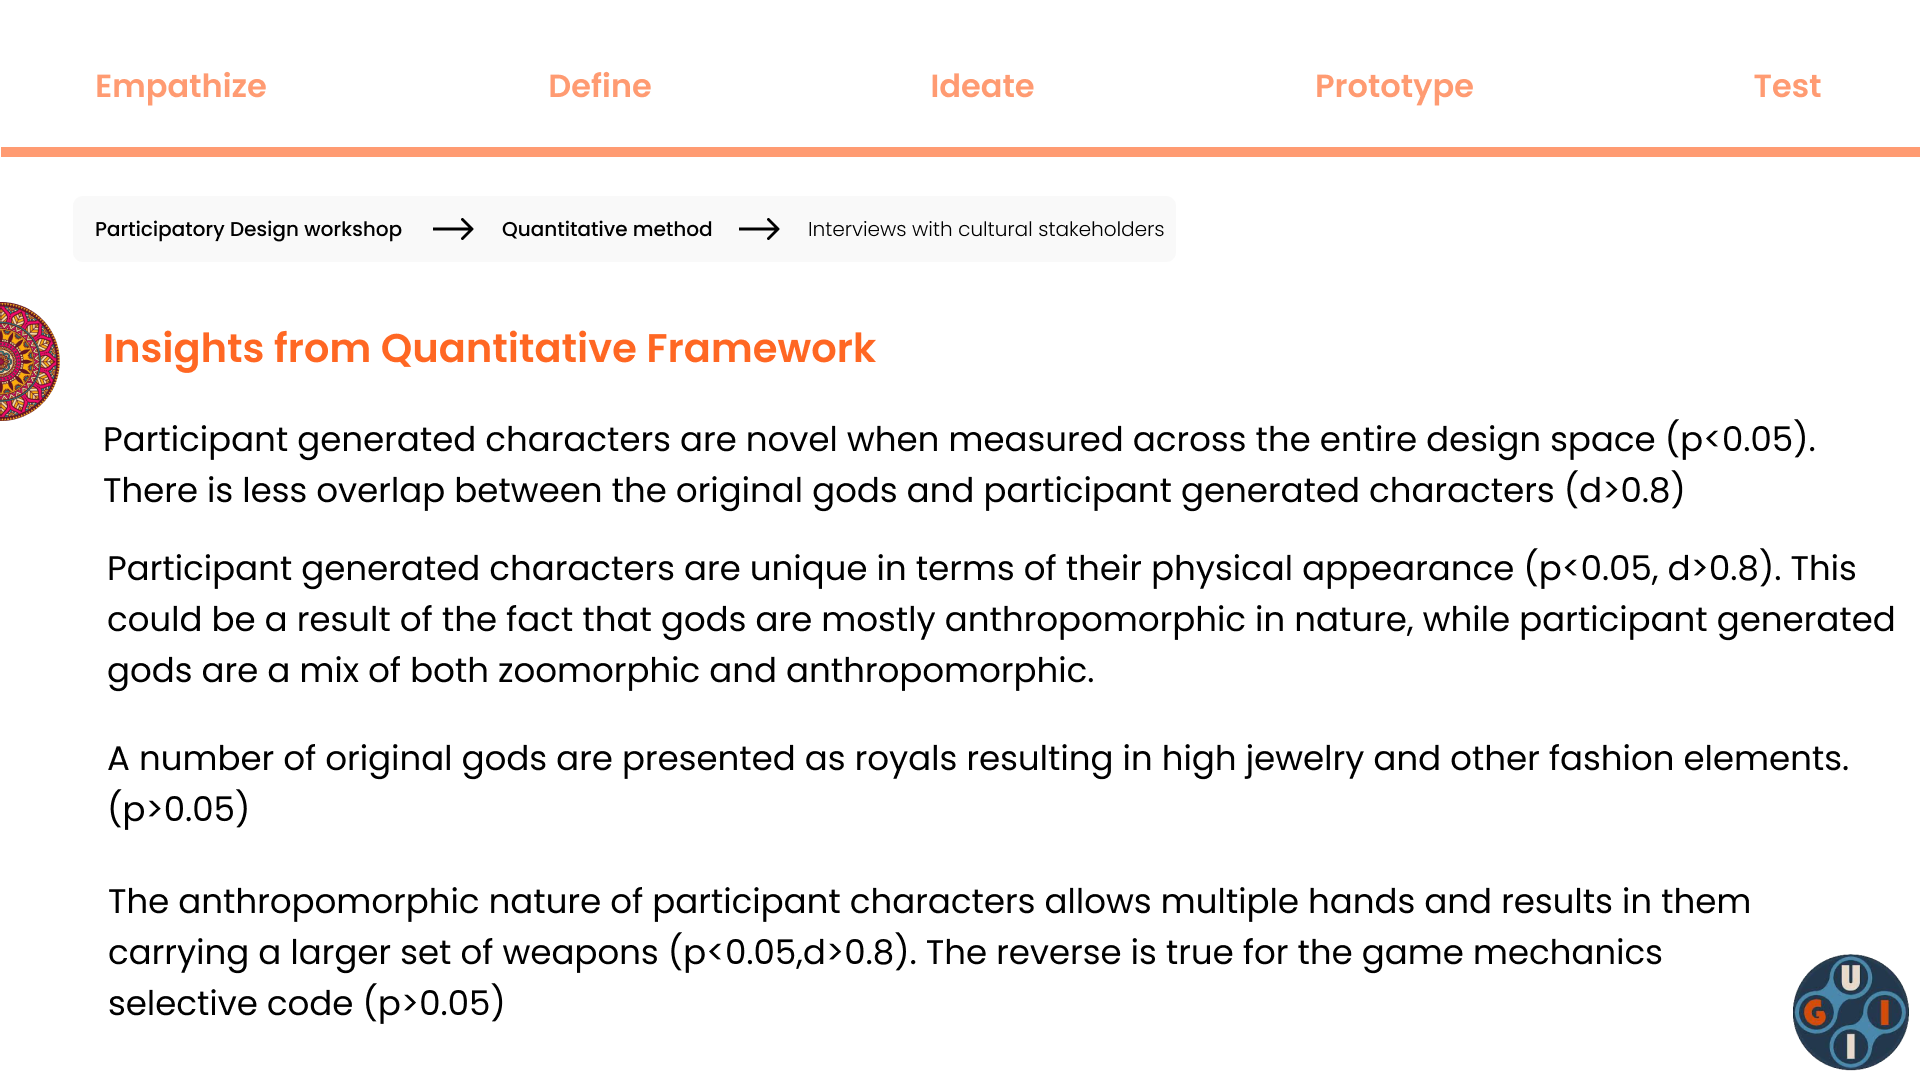 Empathize Define Ideate Prototype Test
Participatory Design workshop → Quantitative method → Interviews with cultural stakeholders
Insights from Quantitative Framework
Participant generated characters are novel when measured across the entire design space (p<0.05).
There is less overlap between the original gods and participant generated characters (d>0.8)
Participant generated characters are unique in terms of their physical appearance (p<0.05, d>0.8). This
could be a result of the fact that gods are mostly anthropomorphic in nature, while participant generated
gods are a mix of both zoomorphic and anthropomorphic.
A number of original gods are presented as royals resulting in high jewelry and other fashion elements.
(p>0.05)
The anthropomorphic nature of participant characters allows multiple hands and results in them
carrying a larger set of weapons (p<0.05,d>0.8). The reverse is true for the game mechanics
selective code (p>0.05)
U
G I
I